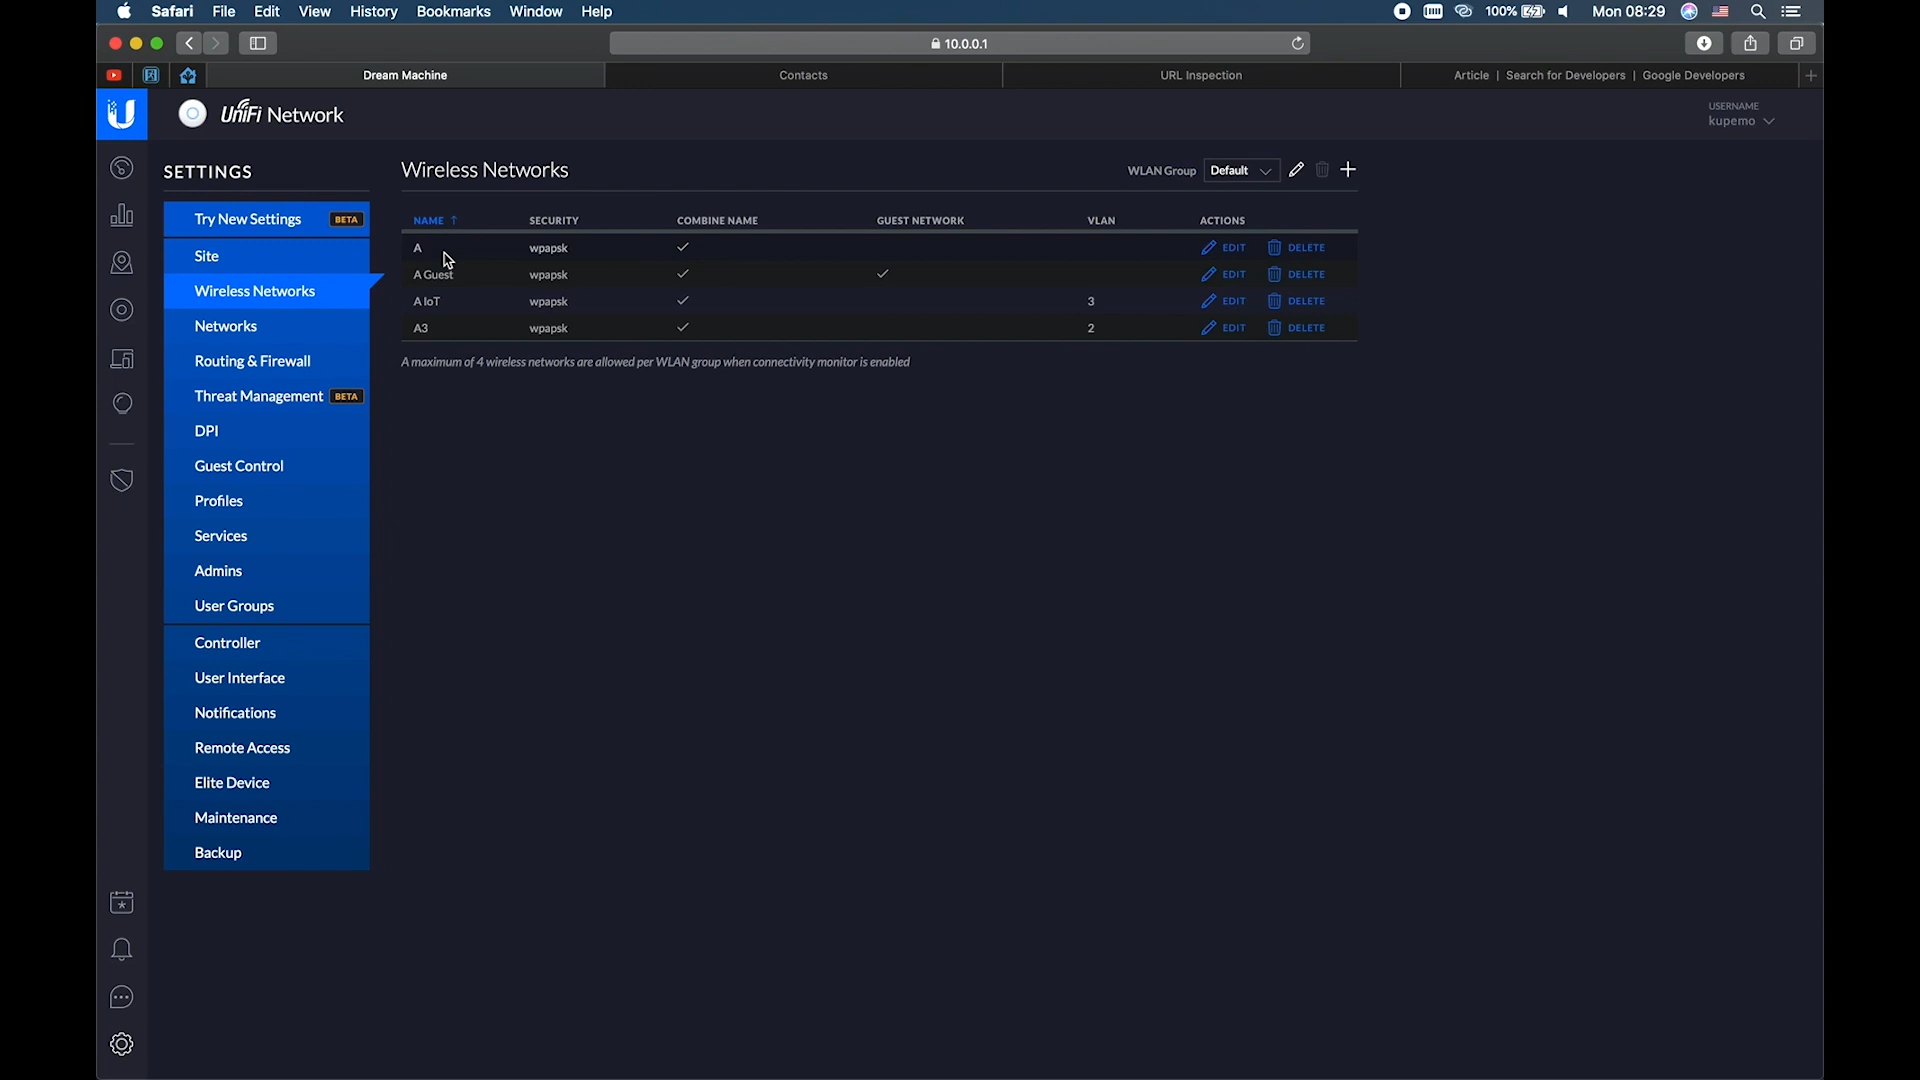 Safari File Edit View History Bookmarks Window Help 100% Mon 08:29
10.0.0.1
Dream Machine Contacts URL Inspection Article | Search for Developers | Google Developers
UniFi Network
USERNAME
kupemo
SETTINGS
Try New Settings BETA
Site
Wireless Networks
Networks
Routing & Firewall
Threat Management BETA
DPI
Guest Control
Profiles
Services
Admins
User Groups
Controller
User Interface
Notifications
Remote Access
Elite Device
Maintenance
Backup
Wireless Networks WLAN Group Default
NAME ↑ SECURITY COMBINE NAME GUEST NETWORK VLAN ACTIONS
A wpapsk EDIT DELETE
A Guest wpapsk EDIT DELETE
A IoT wpapsk 3 EDIT DELETE
A3 wpapsk 2 EDIT DELETE
A maximum of 4 wireless networks are allowed per WLAN group when connectivity monitor is enabled